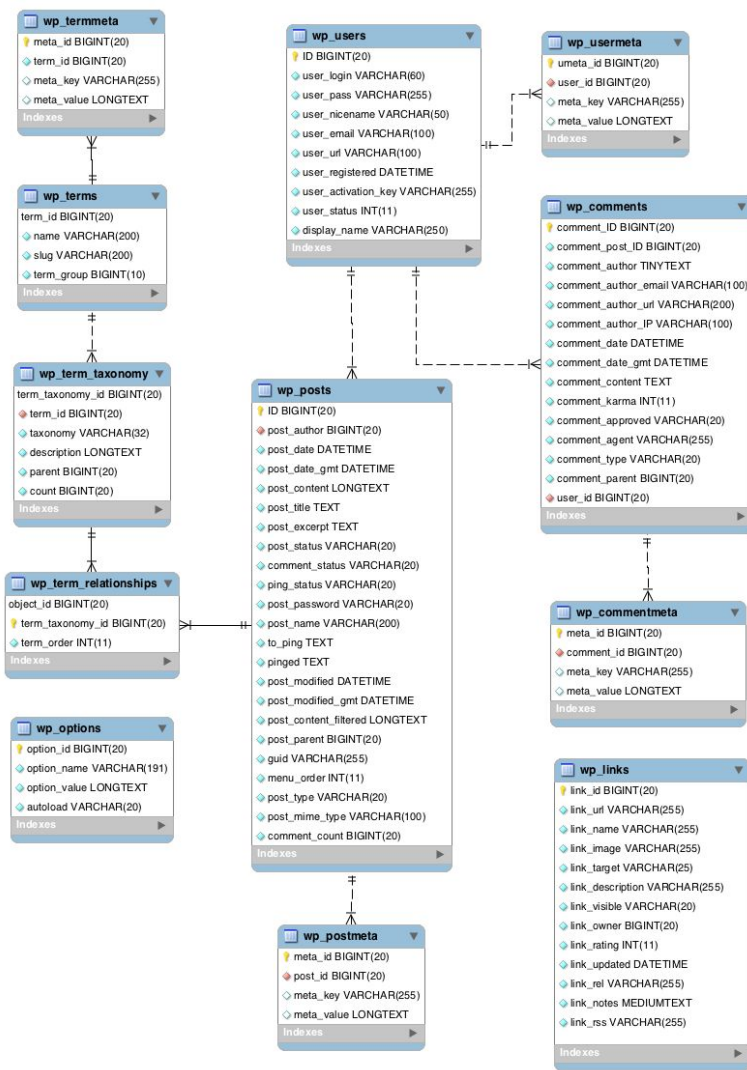 wp_termmeta
meta_id BIGINT(20)
term_id BIGINT(20)
meta_key VARCHAR(255)
meta_value LONGTEXT
Indexes
wp_terms
term_id BIGINT(20)
name VARCHAR(200)
slug VARCHAR(200)
term_group BIGINT(10)
Indexes
wp_term_taxonomy
term_taxonomy_id BIGINT(20)
term_id BIGINT(20)
taxonomy VARCHAR(32)
description LONGTEXT
parent BIGINT(20)
count BIGINT(20)
Indexes
wp_term_relationships
object_id BIGINT(20)
term_taxonomy_id BIGINT(20)
term_order INT(11)
Indexes
wp_options
option_id BIGINT(20)
option_name VARCHAR(191)
option_value LONGTEXT
autoload VARCHAR(20)
Indexes
wp_users
ID BIGINT(20)
user_login VARCHAR(60)
user_pass VARCHAR(255)
user_nicename VARCHAR(50)
user_email VARCHAR(100)
user_url VARCHAR(100)
user_registered DATETIME
user_activation_key VARCHAR(255)
user_status INT(11)
display_name VARCHAR(250)
Indexes
wp_posts
ID BIGINT(20)
post_author BIGINT(20)
post_date DATETIME
post_date_gmt DATETIME
post_content LONGTEXT
post_title TEXT
post_excerpt TEXT
post_status VARCHAR(20)
comment_status VARCHAR(20)
ping_status VARCHAR(20)
post_password VARCHAR(20)
post_name VARCHAR(200)
to_ping TEXT
pinged TEXT
post_modified DATETIME
post_modified_gmt DATETIME
post_content_filtered LONGTEXT
post_parent BIGINT(20)
guid VARCHAR(255)
menu_order INT(11)
post_type VARCHAR(20)
post_mime_type VARCHAR(100)
comment_count BIGINT(20)
Indexes
wp_postmeta
meta_id BIGINT(20)
post_id BIGINT(20)
meta_key VARCHAR(255)
meta_value LONGTEXT
Indexes
wp_usermeta
umeta_id BIGINT(20)
user_id BIGINT(20)
meta_key VARCHAR(255)
meta_value LONGTEXT
Indexes
wp_comments
comment_ID BIGINT(20)
comment_post_ID BIGINT(20)
comment_author TINYTEXT
comment_author_email VARCHAR(100)
comment_author_url VARCHAR(200)
comment_author_IP VARCHAR(100)
comment_date DATETIME
comment_date_gmt DATETIME
comment_content TEXT
comment_karma INT(11)
comment_approved VARCHAR(20)
comment_agent VARCHAR(255)
comment_type VARCHAR(20)
comment_parent BIGINT(20)
user_id BIGINT(20)
Indexes
wp_commentmeta
meta_id BIGINT(20)
comment_id BIGINT(20)
meta_key VARCHAR(255)
meta_value LONGTEXT
Indexes
wp_links
link_id BIGINT(20)
link_url VARCHAR(255)
link_name VARCHAR(255)
link_image VARCHAR(255)
link_target VARCHAR(25)
link_description VARCHAR(255)
link_visible VARCHAR(20)
link_owner BIGINT(20)
link_rating INT(11)
link_updated DATETIME
link_rel VARCHAR(255)
link_notes MEDIUMTEXT
link_rss VARCHAR(255)
Indexes